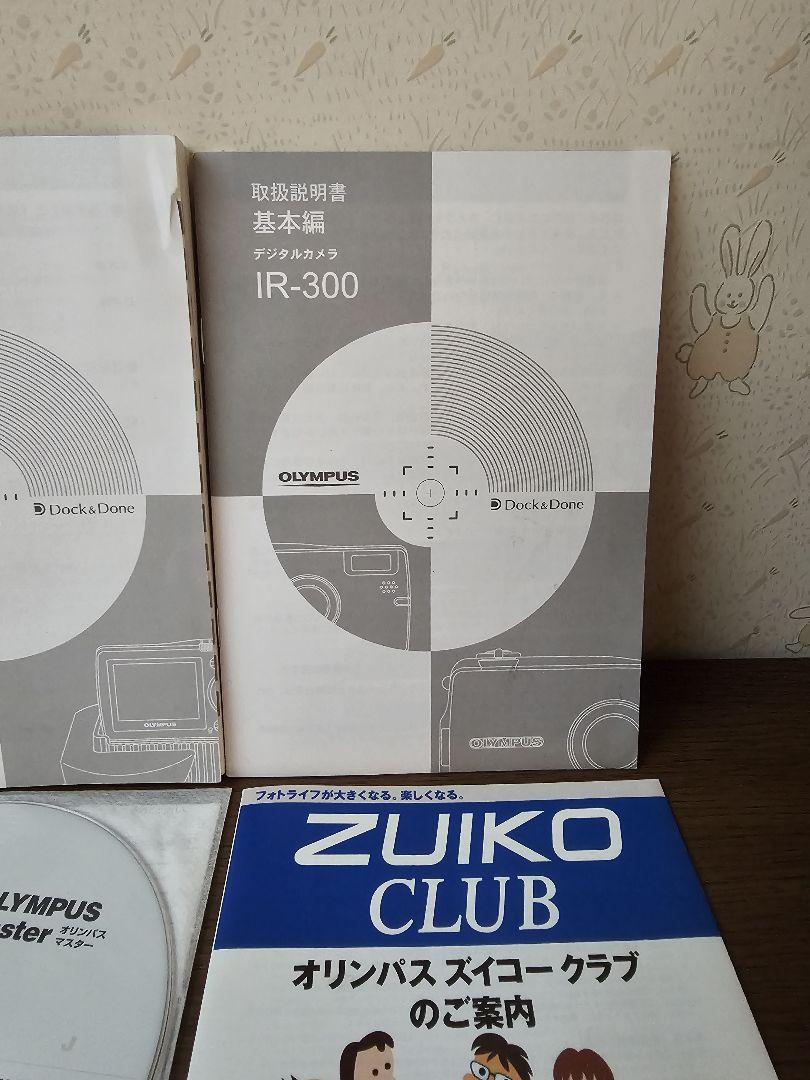 取扱説明書
基本編
デジタルカメラ
IR-300
OLYMPUS
Dock & Done
Dock & Done
OLYMPUS
OLYMPUS
フォトライフが大きくなる。楽しくなる。
ZUIKO
CLUB
オリンパス ズイコー クラブ
のご案内
LYMPUS
ster オリンパス
マスター
J